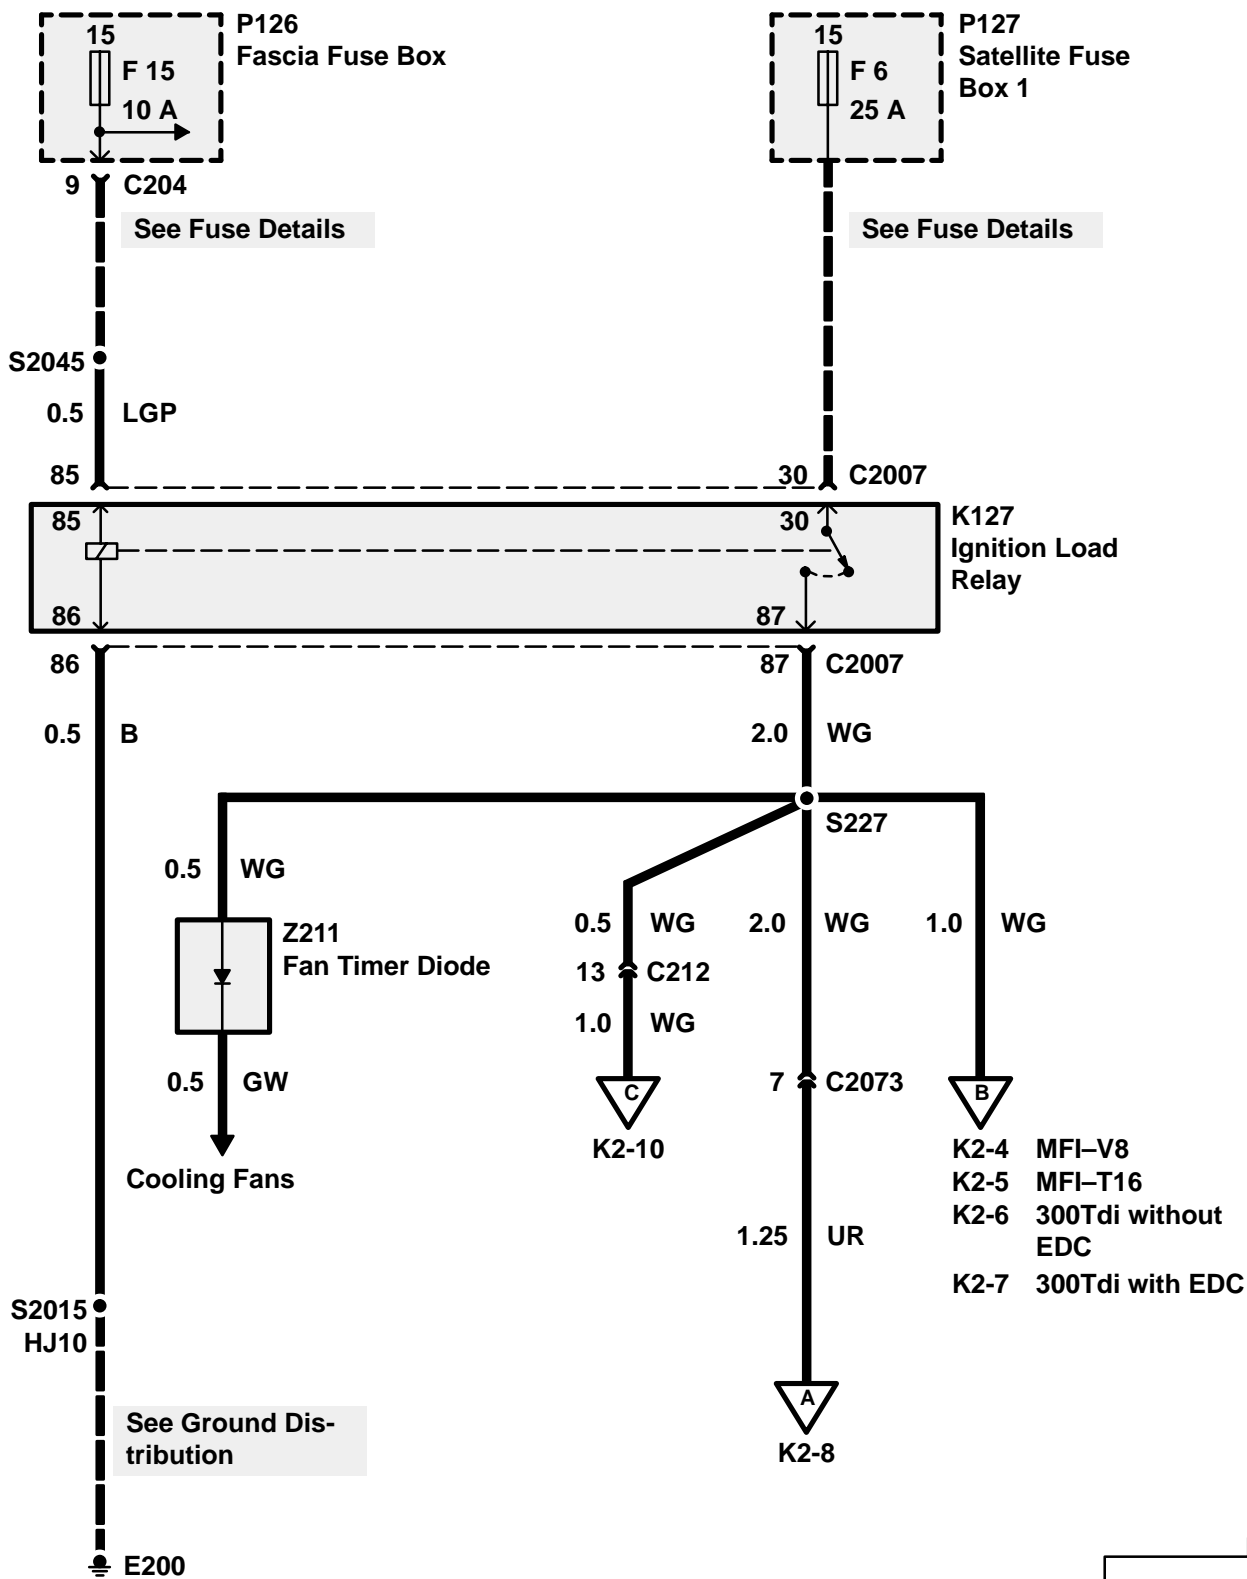 P126
Fascia Fuse Box
15
F 15
10 A
P127
Satellite Fuse
Box 1
15
F 6
25 A
9 C204
See Fuse Details
See Fuse Details
S2045
0.5 LGP
85
30 C2007
85
30
K127
Ignition Load
Relay
86
87
86
87 C2007
0.5 B
2.0 WG
S227
0.5 WG
Z211
Fan Timer Diode
0.5 WG
2.0 WG
1.0 WG
13 C212
1.0 WG
0.5 GW
7 C2073
C
B
K2-10
Cooling Fans
K2-4 MFI–V8
K2-5 MFI–T16
K2-6 300Tdi without
EDC
K2-7 300Tdi with EDC
1.25 UR
S2015
HJ10
A
K2-8
See Ground Dis-
tribution
E200